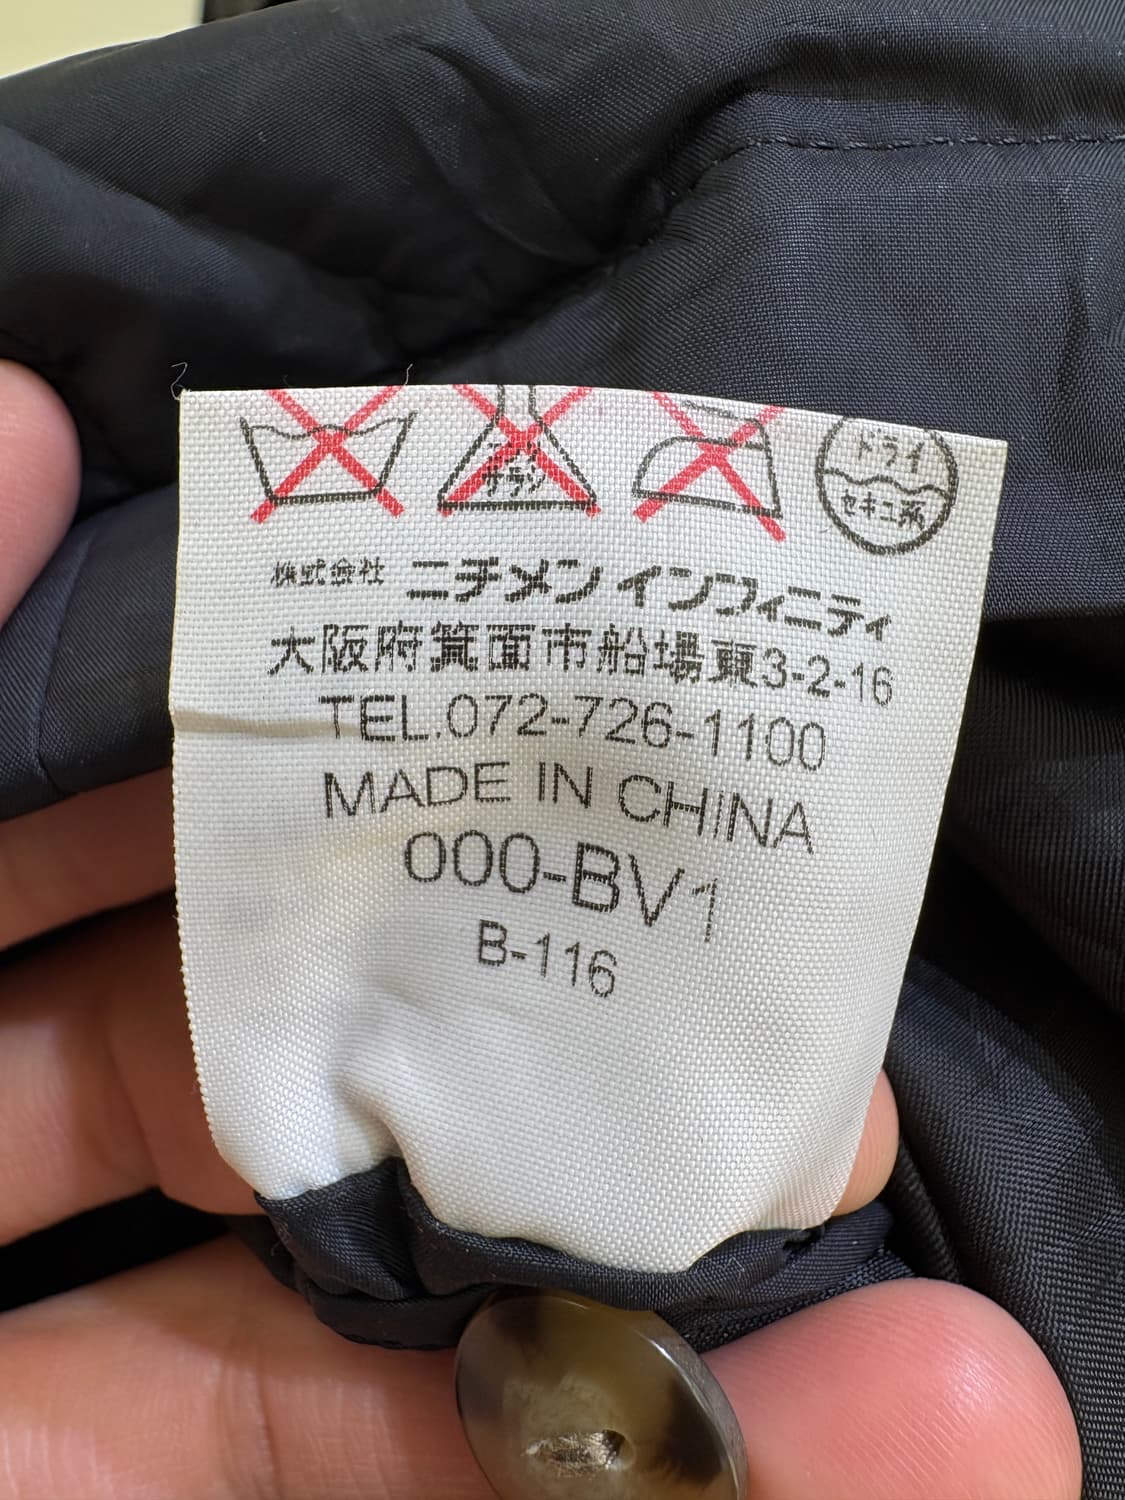 ドライ
セキユ系
株式会社 ニチメン インフィニティ
大阪府箕面市船場東3-2-16
TEL.072-726-1100
MADE IN CHINA
000-BV1
B-116